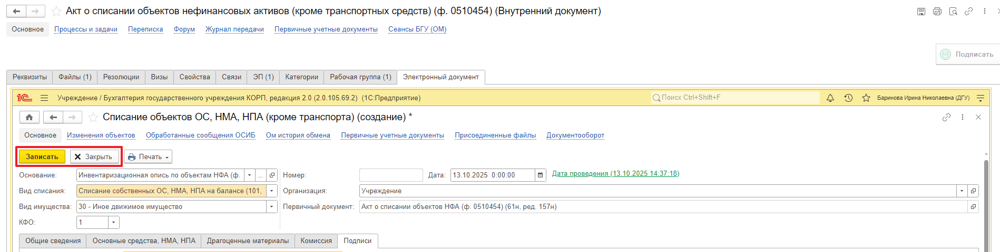 Акт о списании объектов нефинансовых активов (кроме транспортных средств) (ф. 0510454) (Внутренний документ)
Основное Процессы и задачи Переписка Форум Журнал передачи Первичные учетные документы Сеансы БГУ (ОМ)
Подписать
Реквизиты Файлы (1) Резолюции Визы Свойства Связи ЭП (1) Категории Рабочая группа (1) Электронный документ
1С Учреждение / Бухгалтерия государственного учреждения КОРП, редакция 2.0 (2.0.105.69.2) (1С:Предприятие) Поиск Ctrl+Shift+F Баринова Ирина Николаевна (ДГУ)
Списание объектов ОС, НМА, НПА (кроме транспорта) (создание) *
Основное Изменения объектов Обработанные сообщения ОСИБ Ом история обмена Первичные учетные документы Присоединенные файлы Документооборот
Записать Закрыть Печать
Основание: Инвентаризационная опись по объектам НФА (ф. ... Номер: Дата: 13.10.2025 0:00:00 Дата проведения (13.10.2025 14:37:18)
Вид списания: Списание собственных ОС, НМА, НПА на балансе (101, Организация: Учреждение
Вид имущества: 30 - Иное движимое имущество Первичный документ: Акт о списании объектов НФА (ф. 0510454) (61н, ред. 157н)
КФО: 1
Общие сведения Основные средства, НМА, НПА Драгоценные материалы Комиссия Подписи